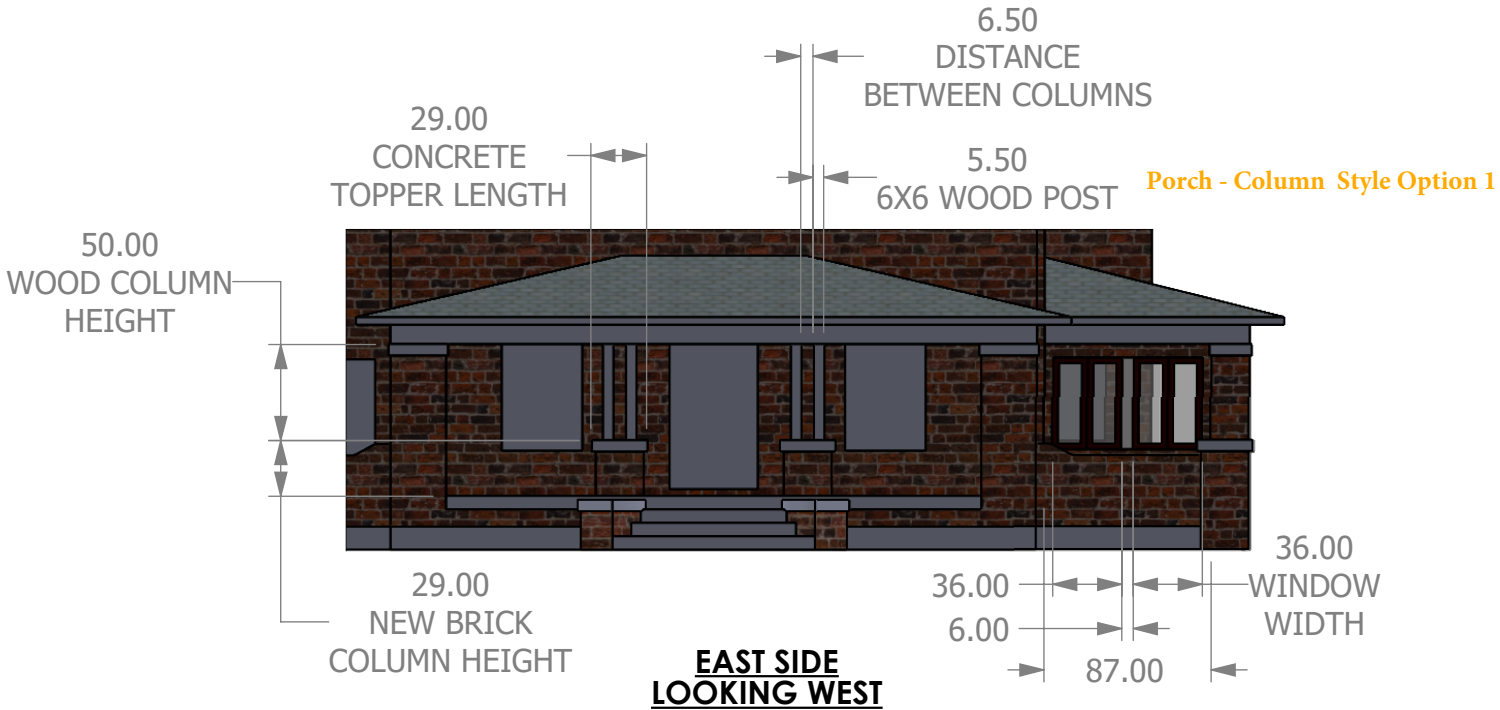 6.50
DISTANCE
BETWEEN COLUMNS
29.00
CONCRETE
TOPPER LENGTH
5.50
6X6 WOOD POST
Porch - Column  Style Option 1
50.00
WOOD COLUMN
HEIGHT
29.00
NEW BRICK
COLUMN HEIGHT
36.00
6.00
87.00
36.00
WINDOW
WIDTH
EAST SIDE
LOOKING WEST